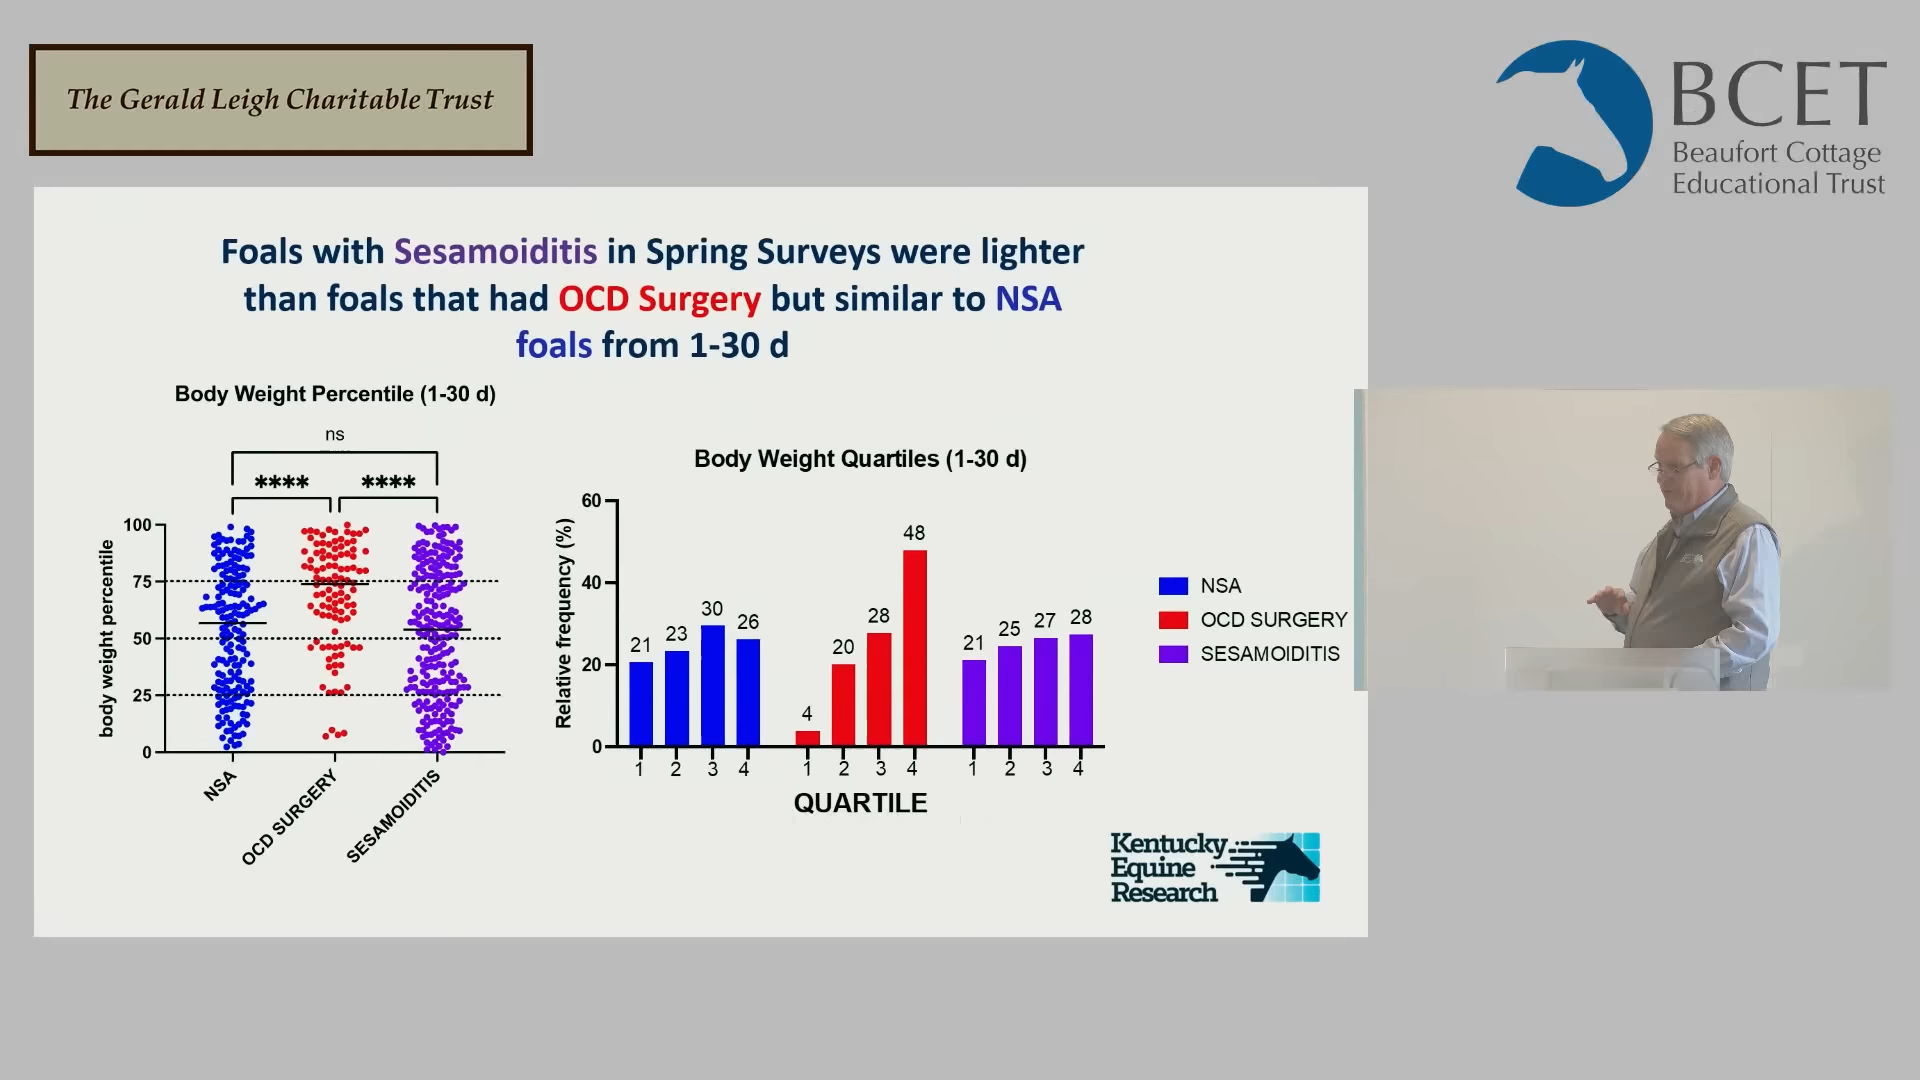 The Gerald Leigh Charitable Trust
BCET
Beaufort Cottage
Educational Trust
Foals with Sesamoiditis in Spring Surveys were lighter
than foals that had OCD Surgery but similar to NSA
foals from 1-30 d
Body Weight Percentile (1-30 d)
ns
**** ****
100
75
50
25
0
body weight percentile
NSA
OCD SURGERY
SESAMOIDITIS
Body Weight Quartiles (1-30 d)
60
40
20
0
Relative frequency (%)
21 23 30 26 4 20 28 48 21 25 27 28
1 2 3 4 1 2 3 4 1 2 3 4
QUARTILE
NSA
OCD SURGERY
SESAMOIDITIS
Kentucky
Equine
Research